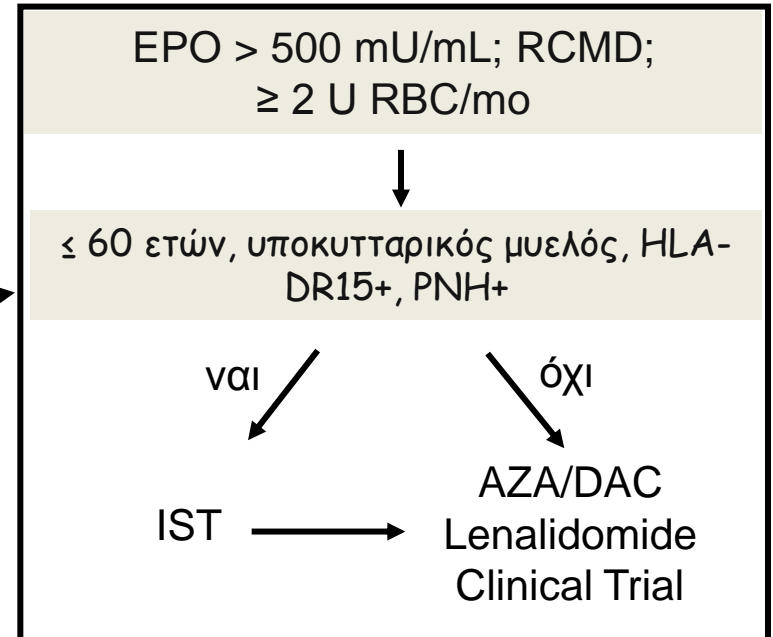 EPO > 500 mU/mL; RCMD;
≥ 2 U RBC/mo
≤ 60 ετών, υποκυτταρικός μυελός, HLA-
DR15+, PNH+
ναι
όχι
IST
AZA/DAC
Lenalidomide
Clinical Trial